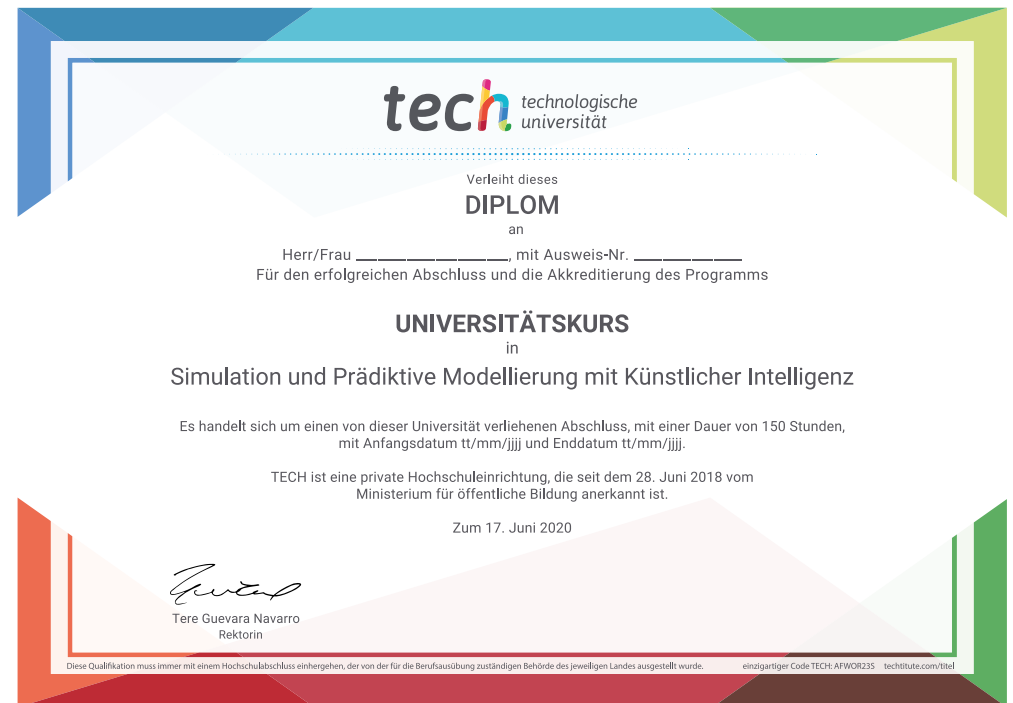 tech technologische
universität
Verleiht dieses
DIPLOM
an
Herr/Frau ________________, mit Ausweis-Nr. ____________
Für den erfolgreichen Abschluss und die Akkreditierung des Programms
UNIVERSITÄTSKURS
in
Simulation und Prädiktive Modellierung mit Künstlicher Intelligenz
Es handelt sich um einen von dieser Universität verliehenen Abschluss, mit einer Dauer von 150 Stunden,
mit Anfangsdatum tt/mm/jjjj und Enddatum tt/mm/jjjj.
TECH ist eine private Hochschuleinrichtung, die seit dem 28. Juni 2018 vom
Ministerium für öffentliche Bildung anerkannt ist.
Zum 17. Juni 2020
Tere Guevara Navarro
Rektorin
Diese Qualifikation muss immer mit einem Hochschulabschluss einhergehen, der von der für die Berufsausübung zuständigen Behörde des jeweiligen Landes ausgestellt wurde. einzigartiger Code TECH: AFWOR23S techtitute.com/titel